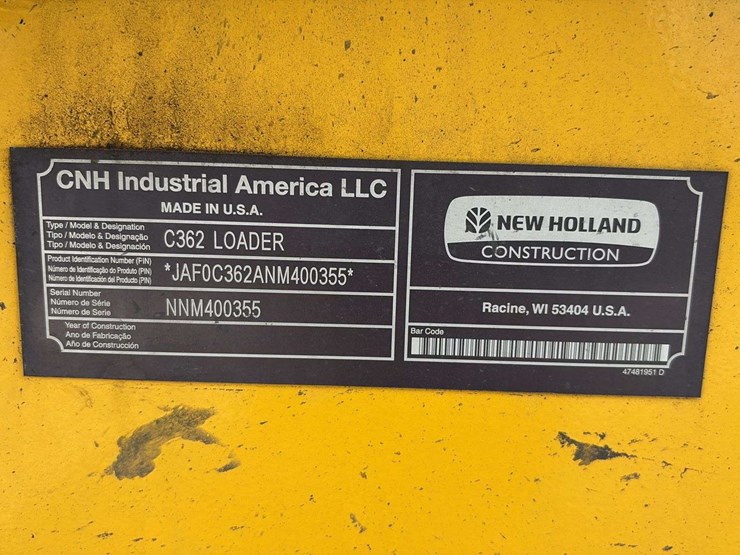 CNH Industrial America LLC
MADE IN U.S.A.
Type / Model & Designation
Tipo / Modelo & Designação
Tipo / Modelo & Designación
C362 LOADER
Product Identification Number (PIN)
Número de Identificação do Produto (PIN)
Número de Identificación del Producto (PIN)
*JAF0C362ANM400355*
Serial Number
Número de Série
Número de Serie
NNM400355
Year of Construction
Ano de Fabricação
Año de Construcción
NEW HOLLAND
CONSTRUCTION
Racine, WI 53404 U.S.A.
Bar Code
47481951 D